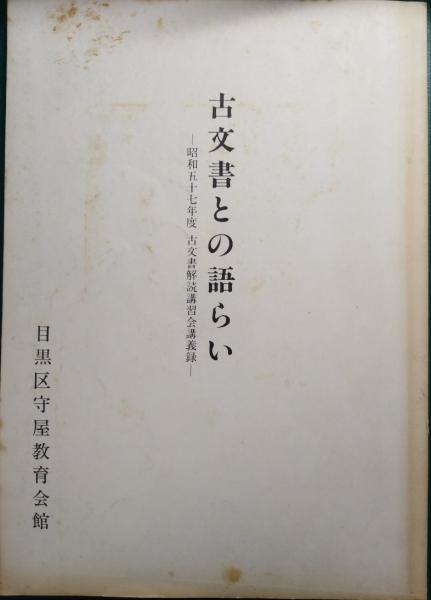 古文書との語らい
―昭和五十七年度 古文書解読講習会講義録―
目黒区守屋教育会館